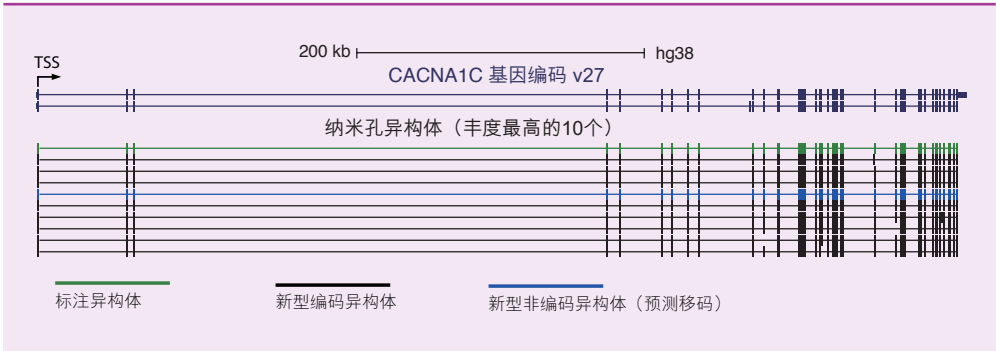 200 kb hg38
TSS
CACNA1C 基因编码 v27
纳米孔异构体（丰度最高的10个）
标注异构体
新型编码异构体
新型非编码异构体（预测移码）